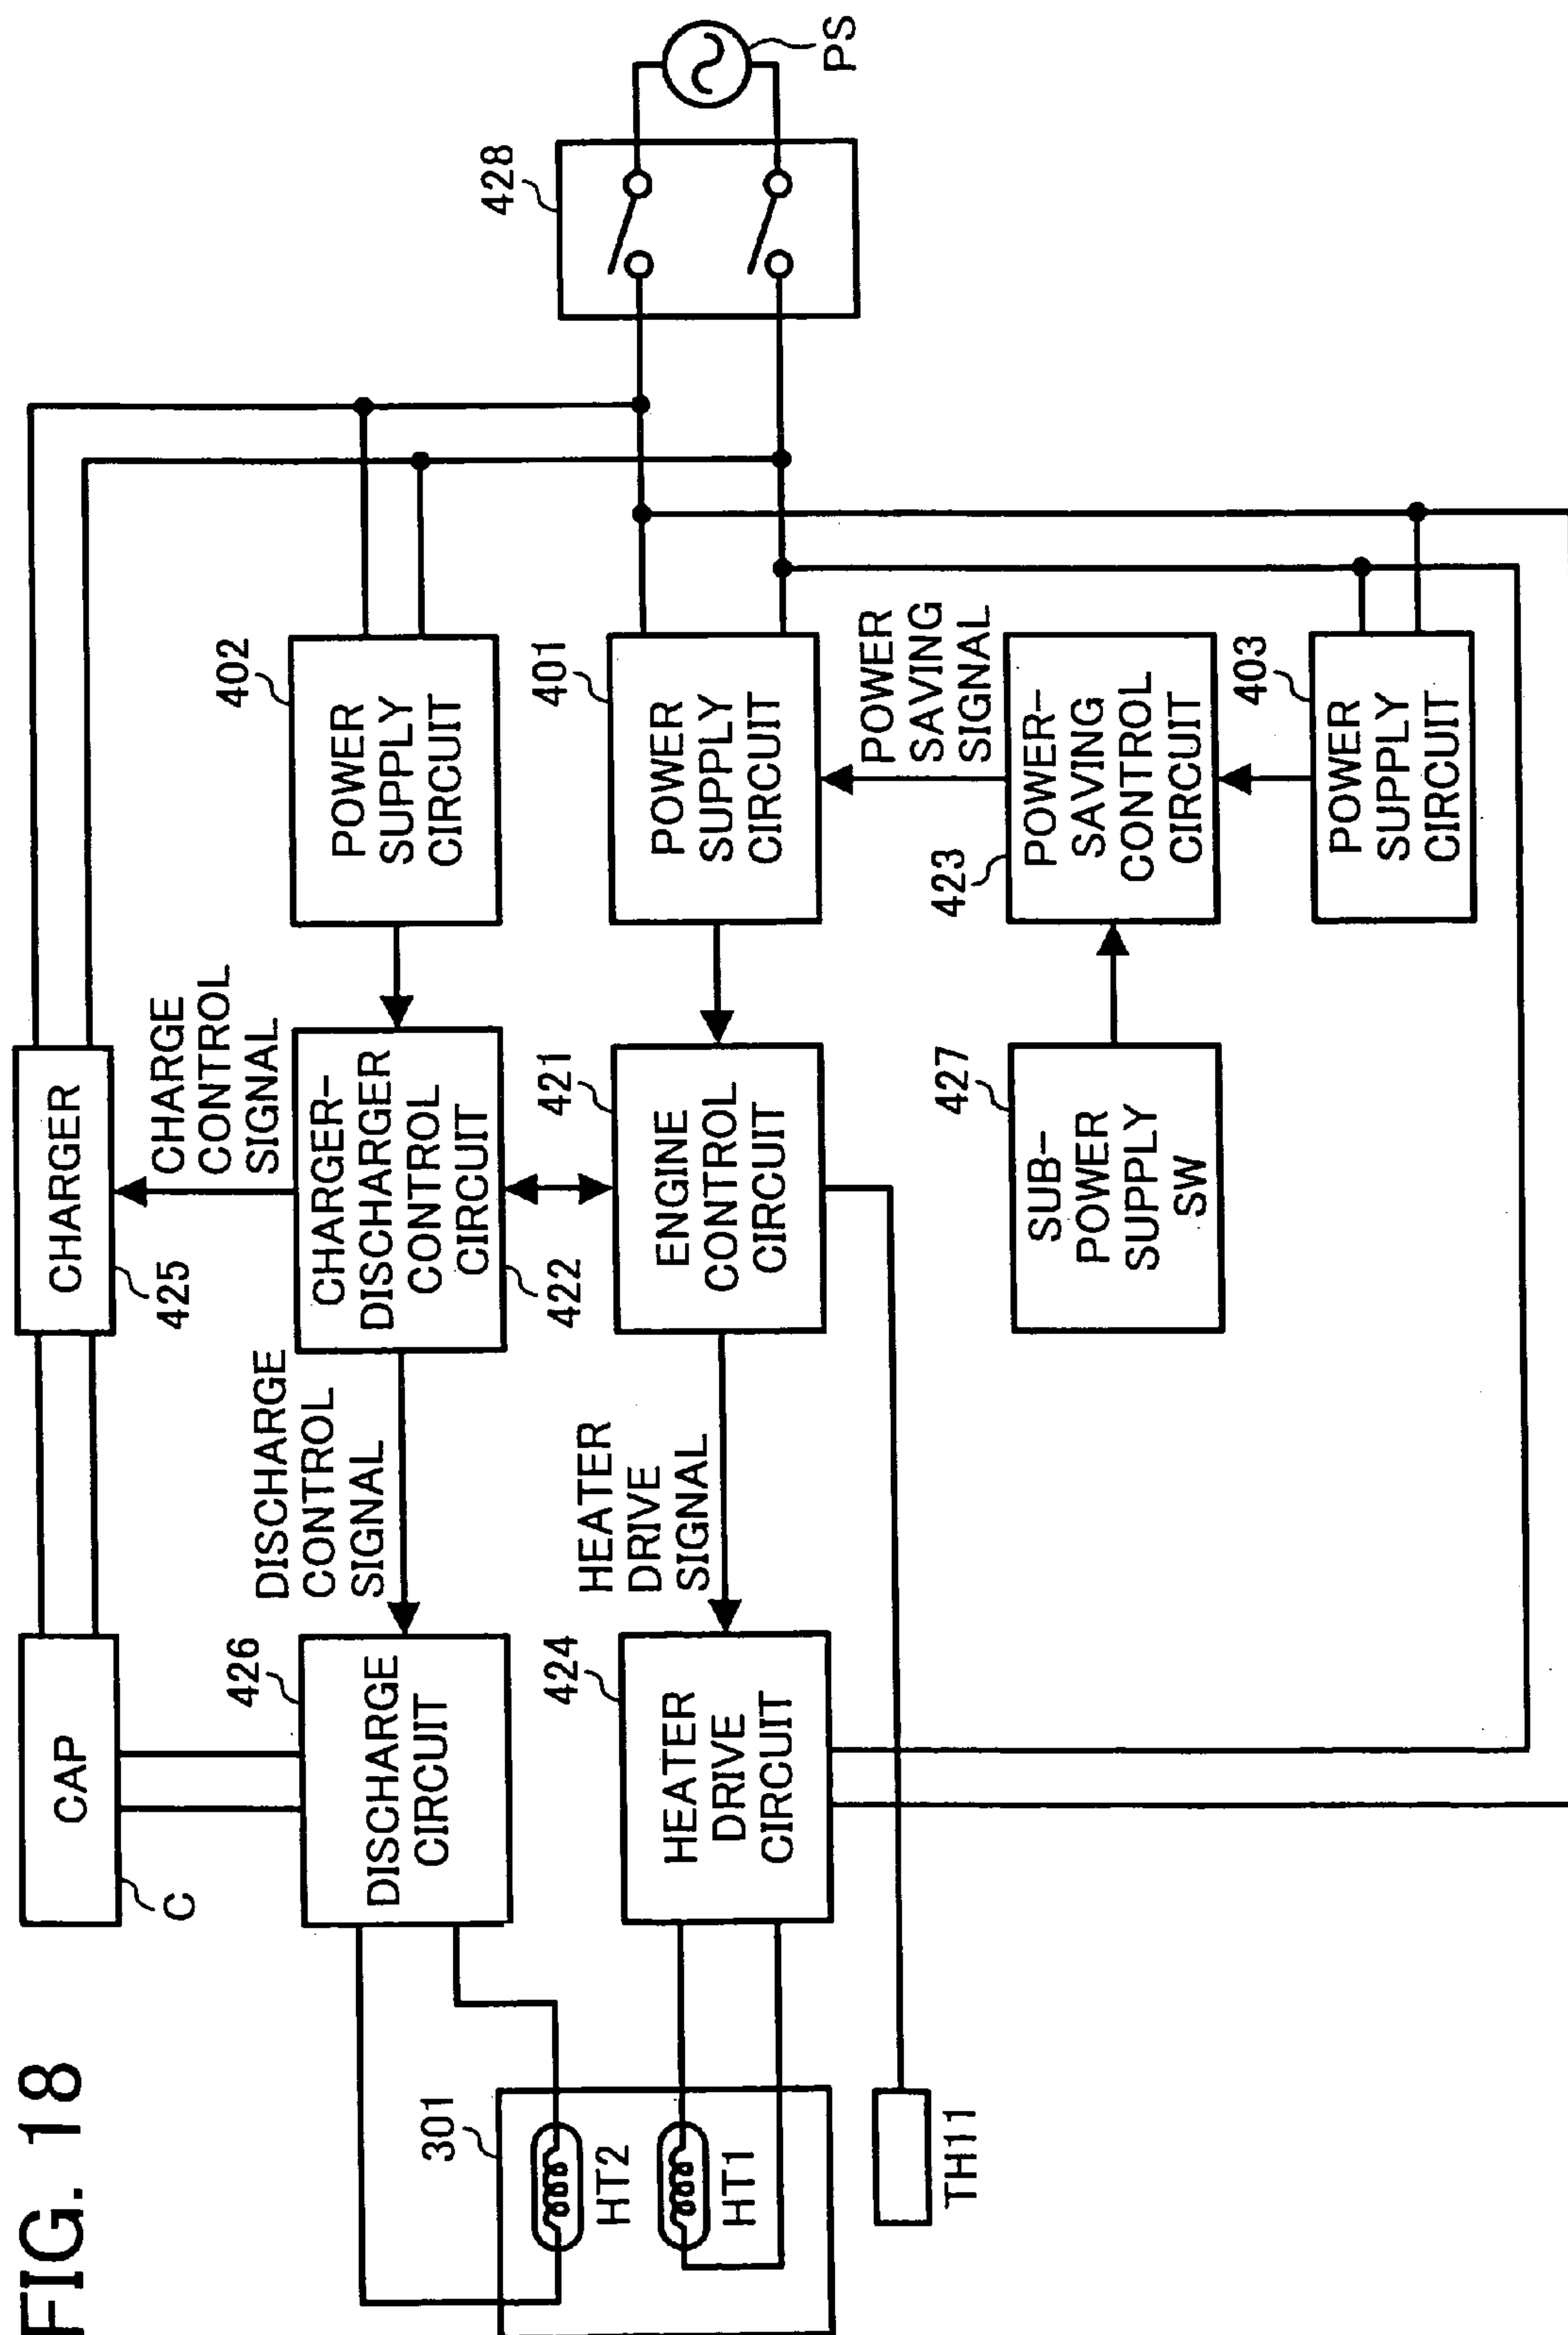 FIG. 18
CAP
C
CHARGER
425
CHARGE
CONTROL
SIGNAL
426
DISCHARGE
CIRCUIT
DISCHARGE
CONTROL
SIGNAL
CHARGER-
DISCHARGER
CONTROL
CIRCUIT
422
402
POWER
SUPPLY
CIRCUIT
428
PS
301
HT2
HT1
424
HEATER
DRIVE
CIRCUIT
HEATER
DRIVE
SIGNAL
421
ENGINE
CONTROL
CIRCUIT
401
POWER
SUPPLY
CIRCUIT
POWER
SAVING
SIGNAL
TH11
427
SUB-
POWER
SUPPLY
SW
423
POWER-
SAVING
CONTROL
CIRCUIT
403
POWER
SUPPLY
CIRCUIT